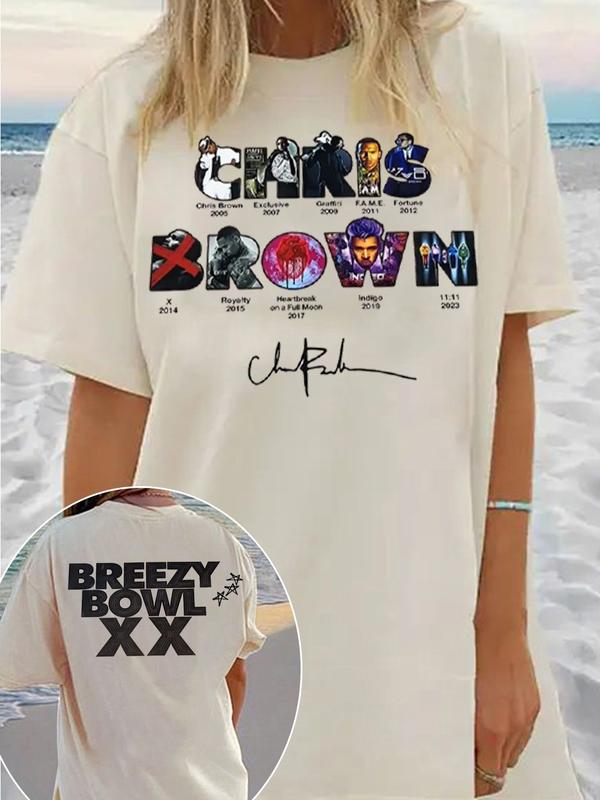 CHRIS
Chris Brown Exclusive Graffiti F.A.M.E. Fortune
2005 2007 2009 2011 2012
BROWN
X Royalty Heartbreak on a Full Moon Indigo 11:11
2014 2015 2017 2019 2023
BREEZY
BOWL
XX